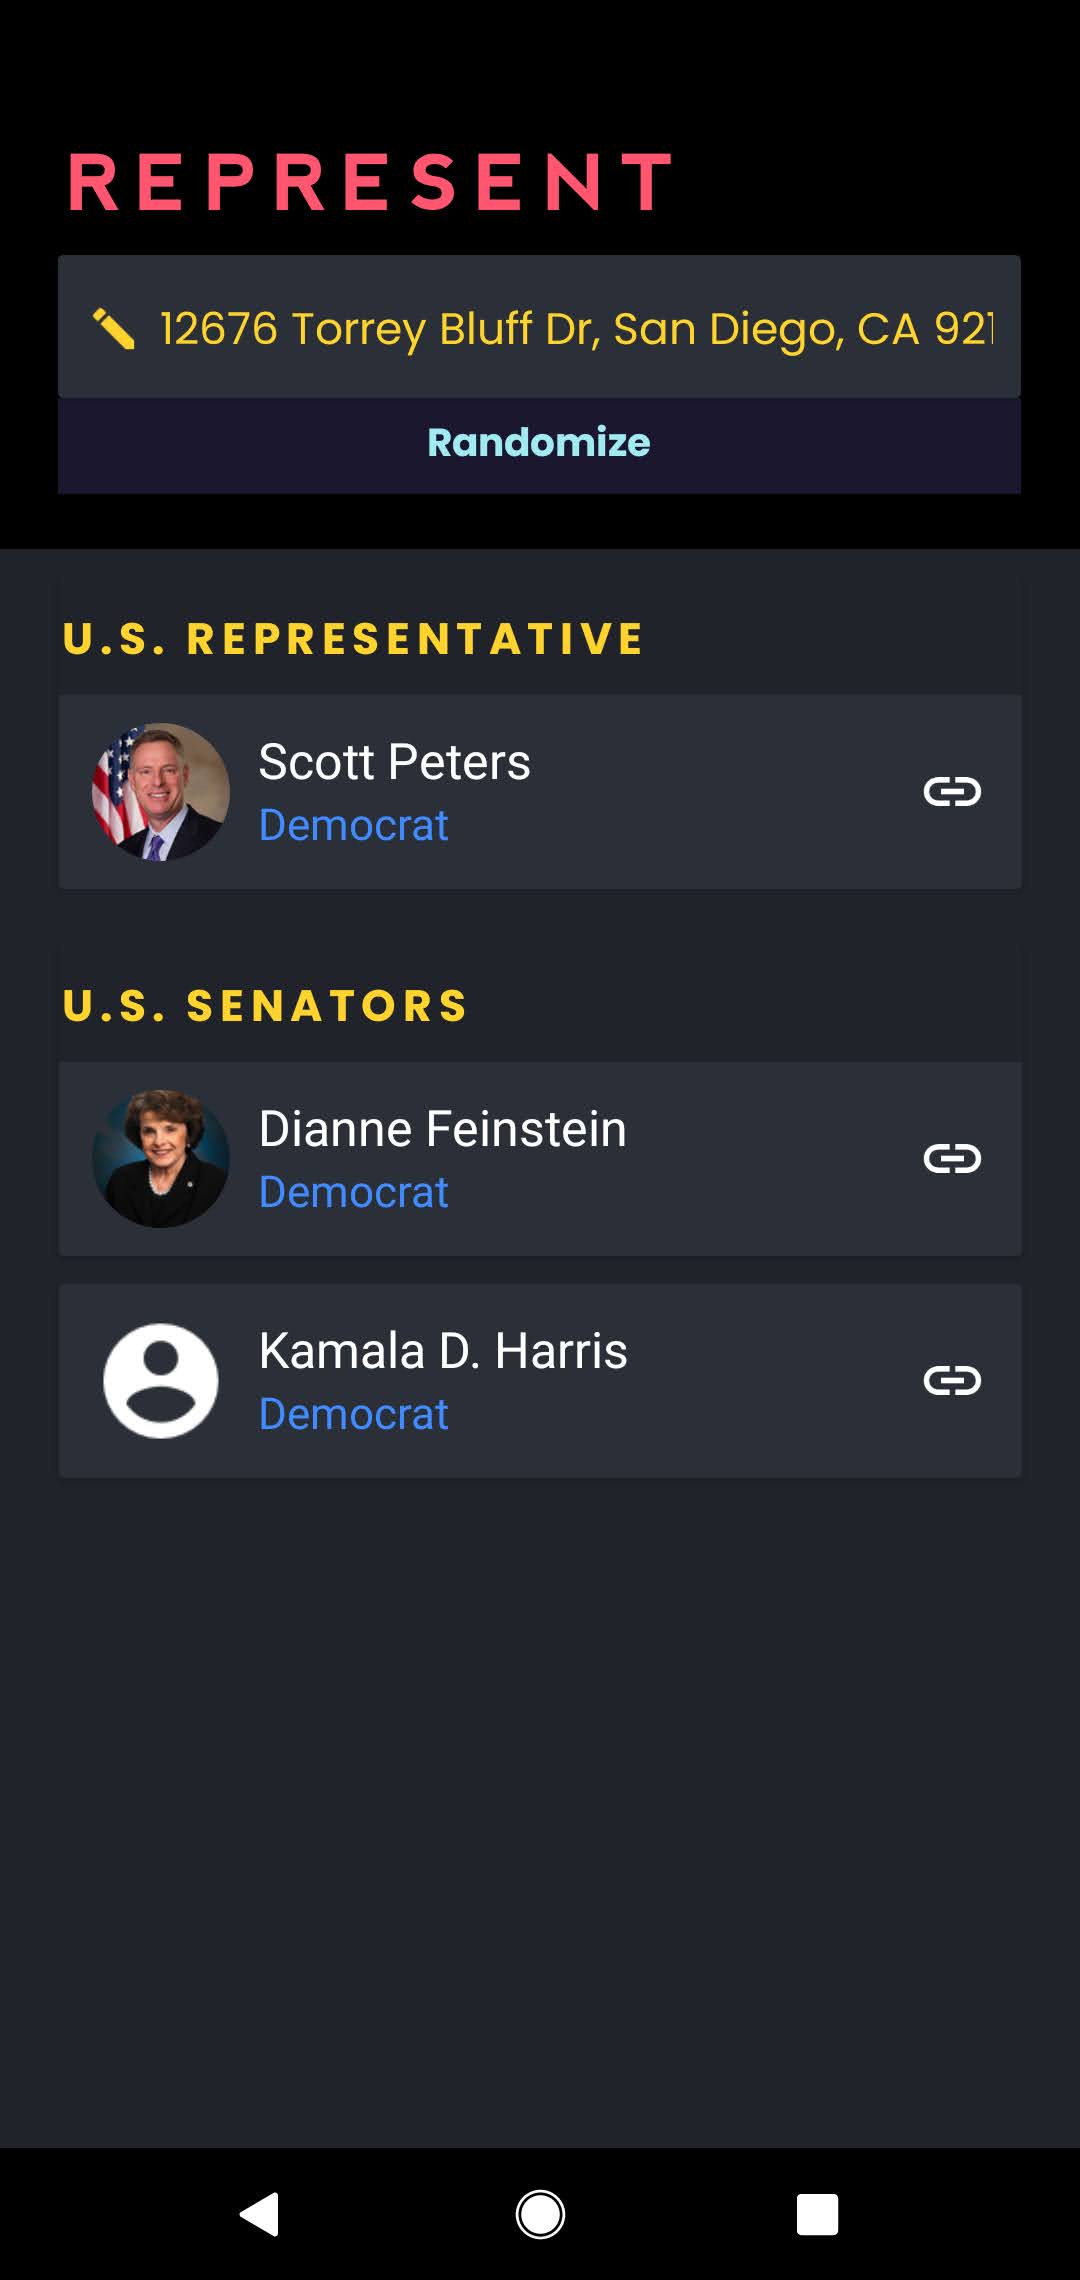 REPRESENT
12676 Torrey Bluff Dr, San Diego, CA 921
Randomize
U.S. REPRESENTATIVE
Scott Peters
Democrat
U.S. SENATORS
Dianne Feinstein
Democrat
Kamala D. Harris
Democrat